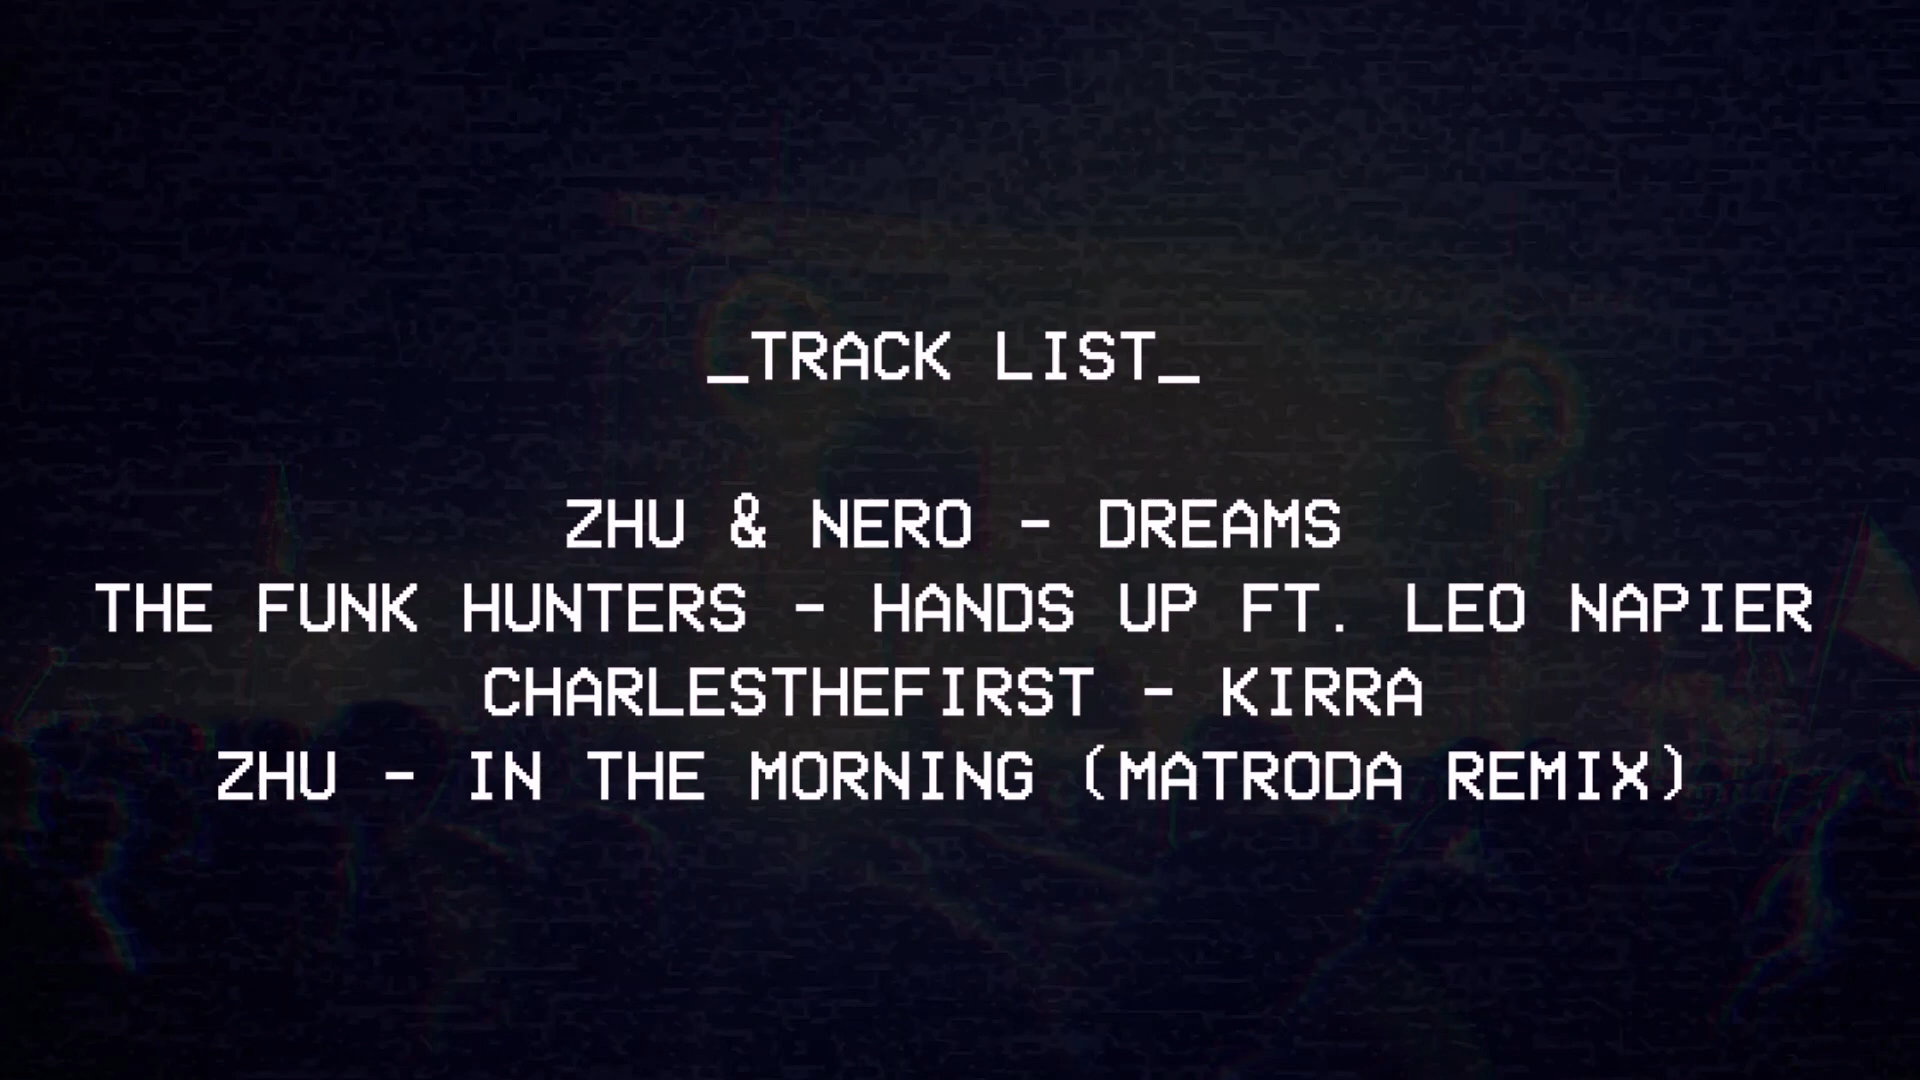 _TRACK LIST_
ZHU & NERO - DREAMS
THE FUNK HUNTERS - HANDS UP FT. LEO NAPIER
CHARLESTHEFIRST - KIRRA
ZHU - IN THE MORNING (MATRODA REMIX)